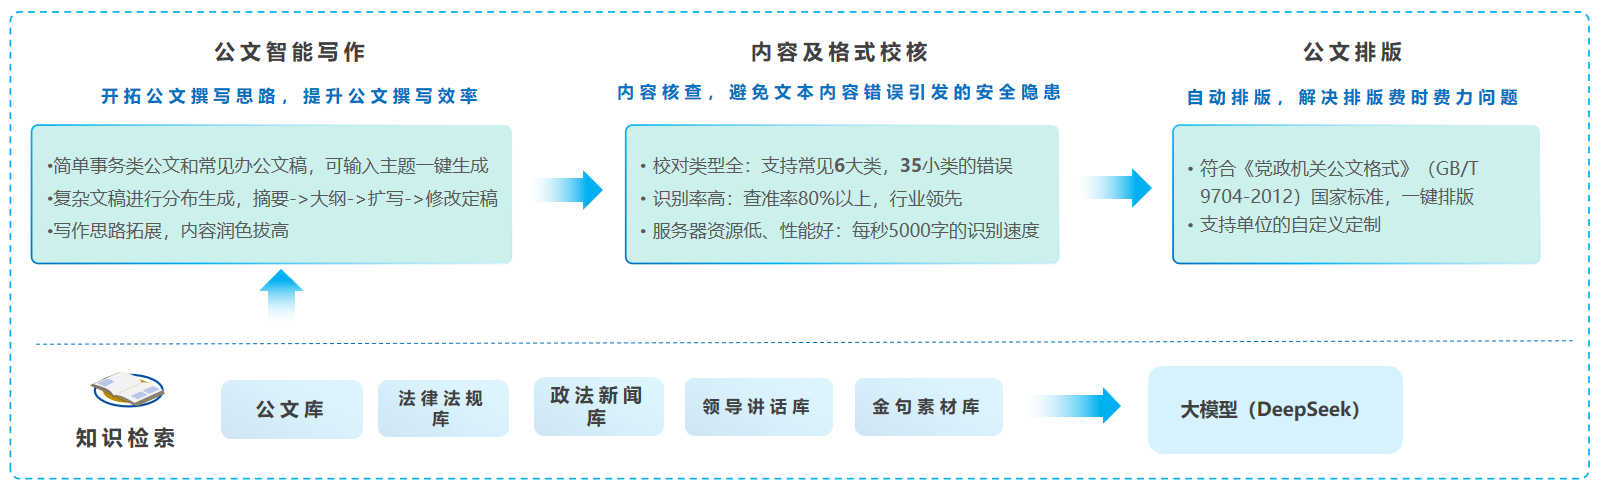 公文智能写作
开拓公文撰写思路，提升公文撰写效率
•简单事务类公文和常见办公文稿，可输入主题一键生成
•复杂文稿进行分布生成，摘要->大纲->扩写->修改定稿
•写作思路拓展，内容润色拔高
内容及格式校核
内容核查，避免文本内容错误引发的安全隐患
• 校对类型全：支持常见6大类，35小类的错误
• 识别率高：查准率80%以上，行业领先
• 服务器资源低、性能好：每秒5000字的识别速度
公文排版
自动排版，解决排版费时费力问题
• 符合《党政机关公文格式》（GB/T
9704-2012）国家标准，一键排版
• 支持单位的自定义定制
知识检索
公文库
法律法规
库
政法新闻
库
领导讲话库
金句素材库
大模型（DeepSeek）